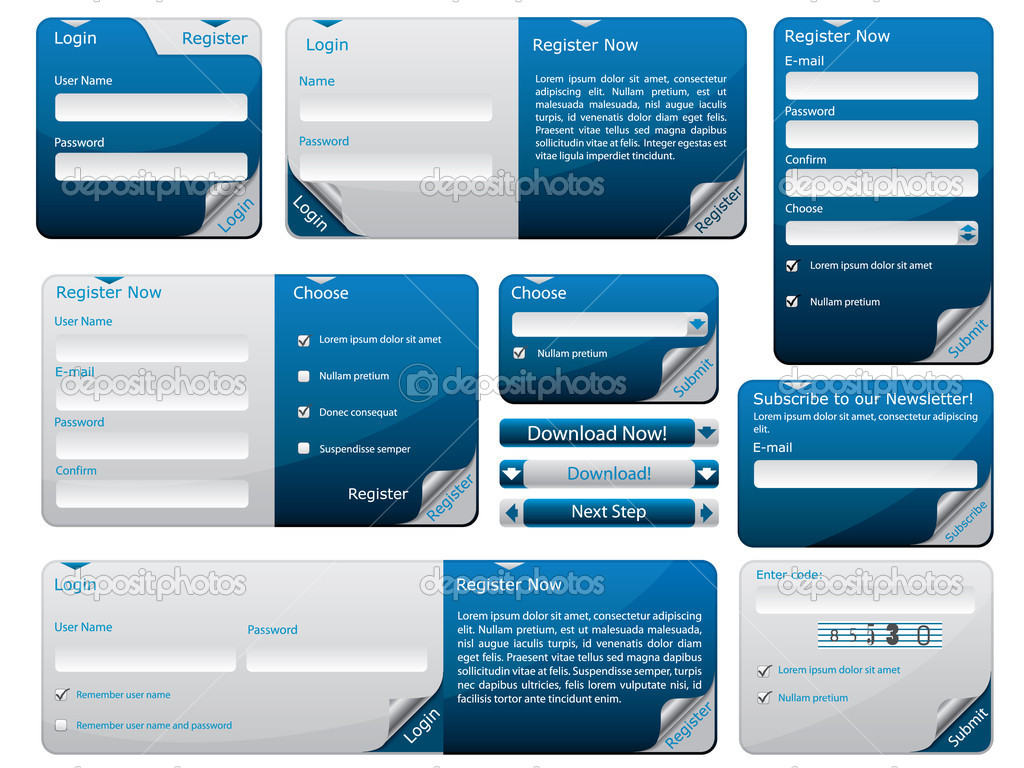 Login
Register
User Name
Password
Login
Login
Name
Password
Login
Register Now
Lorem ipsum dolor sit amet, consectetur
adipiscing elit. Nullam pretium, est ut
malesuada malesuada, nisl augue iaculis
turpis, id venenatis dolor eget felis.
Praesent vitae tellus sed magna dapibus
sollicitudin vitae at felis. Integer egestas est
vitae ligula imperdiet tincidunt.
Register
Register Now
E-mail
Password
Confirm
Choose
Lorem ipsum dolor sit amet
Nullam pretium
Submit
depositphotos
depositphotos
depositphotos
Register Now
User Name
E-mail
Password
Confirm
Choose
Lorem ipsum dolor sit amet
Nullam pretium
Donec consequat
Suspendisse semper
Register
Register
Choose
Nullam pretium
Submit
depositphotos
depositphotos
depositphotos
Download Now!
Download!
Next Step
Subscribe to our Newsletter!
Lorem ipsum dolor sit amet, consectetur adipiscing
elit.
E-mail
Subscribe
Login
User Name
Password
Remember user name
Remember user name and password
Login
Register Now
Lorem ipsum dolor sit amet, consectetur adipiscing
elit. Nullam pretium, est ut malesuada malesuada,
nisl augue iaculis turpis, id venenatis dolor eget
felis. Praesent vitae tellus sed magna dapibus
sollicitudin vitae at felis. Suspendisse semper, turpis
nec dapibus ultricies, felis lorem vulputate nisi, id
facilisis tortor ante tincidunt enim.
Register
Enter code:
85530
Lorem ipsum dolor sit amet
Nullam pretium
Submit
depositphotos
depositphotos
depositphotos